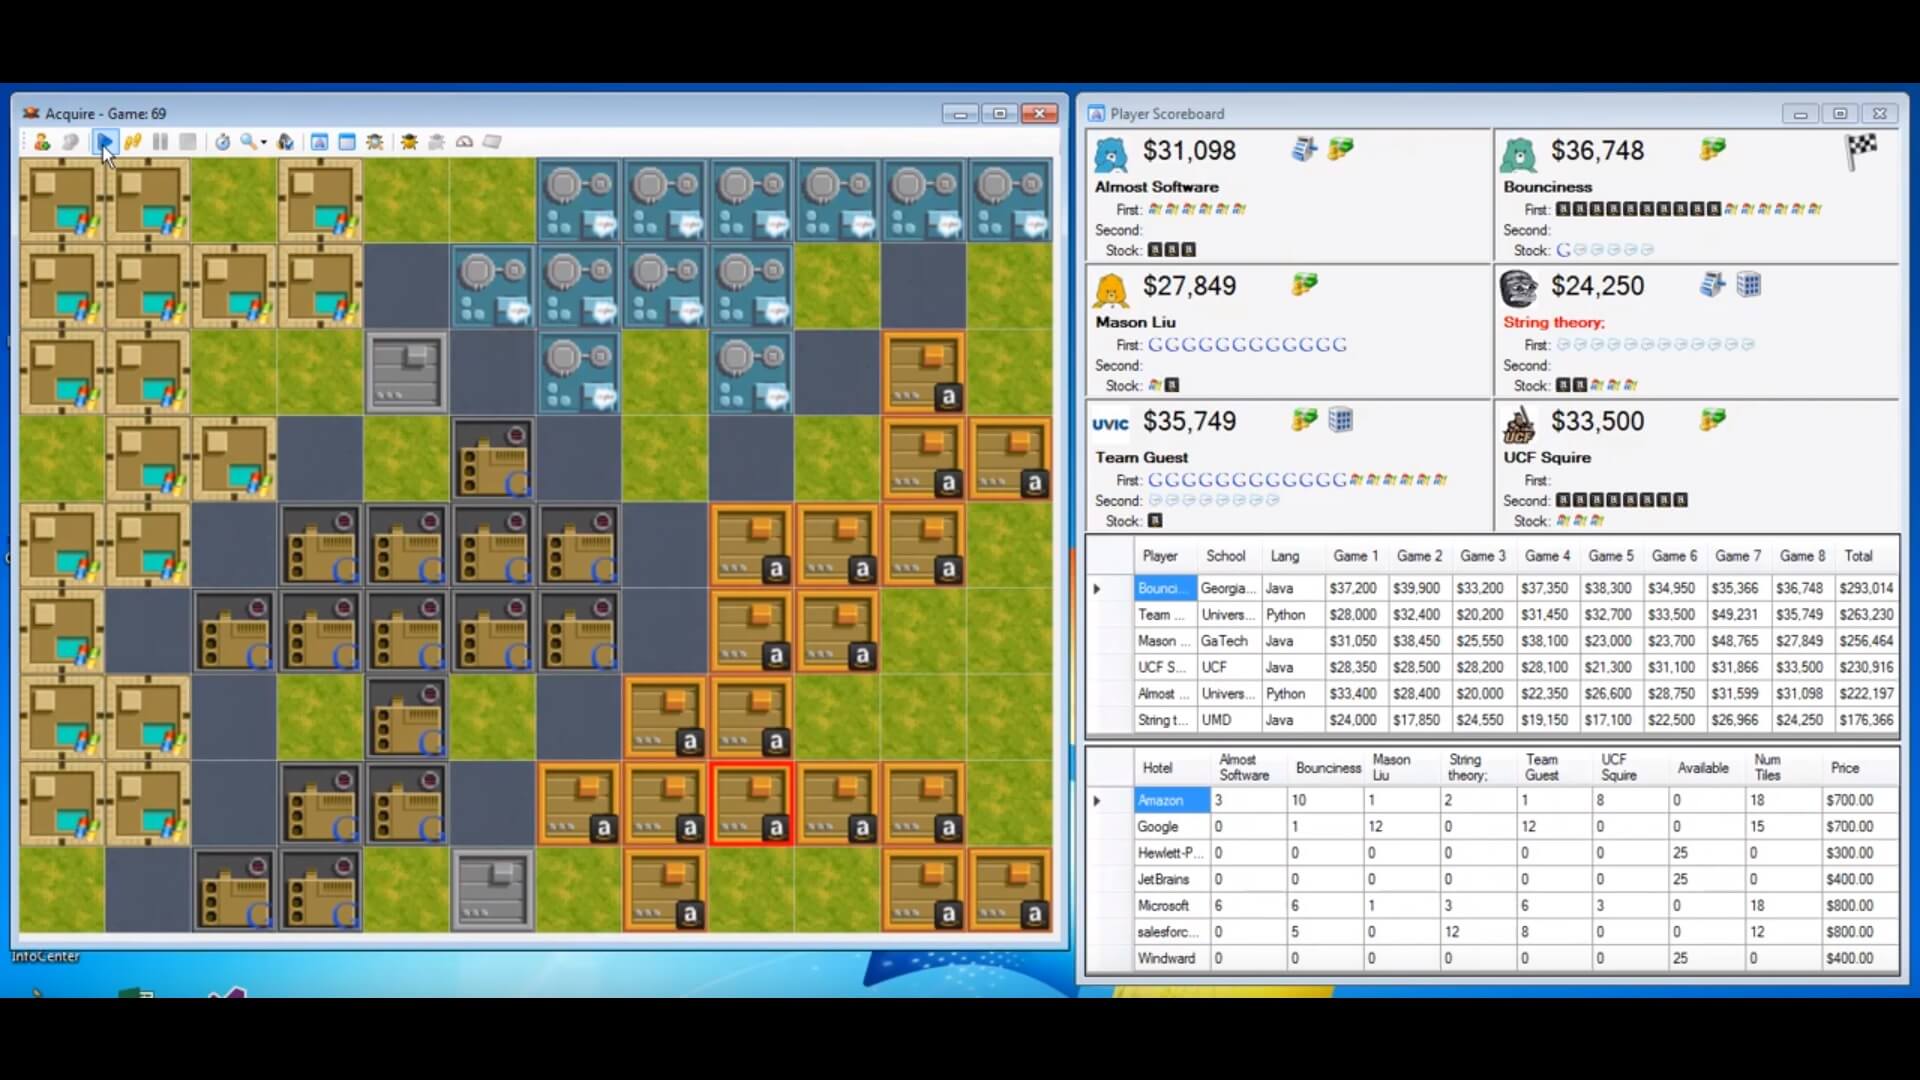 Acquire - Game: 69
Player Scoreboard
$31,098
Almost Software
First:
Second:
Stock:
$36,748
Bounciness
First:
Second:
Stock: G
$27,849
Mason Liu
First: GGGGGGGGGGGG
Second:
Stock:
$24,250
String theory;
First:
Second:
Stock:
UVIC $35,749
Team Guest
First: GGGGGGGGGGGG
Second:
Stock:
UCF $33,500
UCF Squire
First:
Second:
Stock:
Player School Lang Game 1 Game 2 Game 3 Game 4 Game 5 Game 6 Game 7 Game 8 Total
Bounci... Georgia... Java $37,200 $39,900 $33,200 $37,350 $38,300 $34,950 $35,366 $36,748 $293,014
Team ... Univers... Python $28,000 $32,400 $20,200 $31,450 $32,700 $33,500 $49,231 $35,749 $263,230
Mason ... GaTech Java $31,050 $38,450 $25,550 $38,100 $23,000 $23,700 $48,765 $27,849 $256,464
UCF S... UCF Java $28,350 $28,500 $28,200 $28,100 $21,300 $31,100 $31,866 $33,500 $230,916
Almost ... Univers... Python $33,400 $28,400 $20,000 $22,350 $26,600 $28,750 $31,599 $31,098 $222,197
String t... UMD Java $24,000 $17,850 $24,550 $19,150 $17,100 $22,500 $26,966 $24,250 $176,366
Hotel Almost Software Bounciness Mason Liu String theory; Team Guest UCF Squire Available Num Tiles Price
Amazon 3 10 1 2 1 8 0 18 $700.00
Google 0 1 12 0 12 0 0 15 $700.00
Hewlett-P... 0 0 0 0 0 0 25 0 $300.00
JetBrains 0 0 0 0 0 0 25 0 $400.00
Microsoft 6 6 1 3 6 3 0 18 $800.00
salesforc... 0 5 0 12 8 0 0 12 $800.00
Windward 0 0 0 0 0 0 25 0 $400.00
InfoCenter